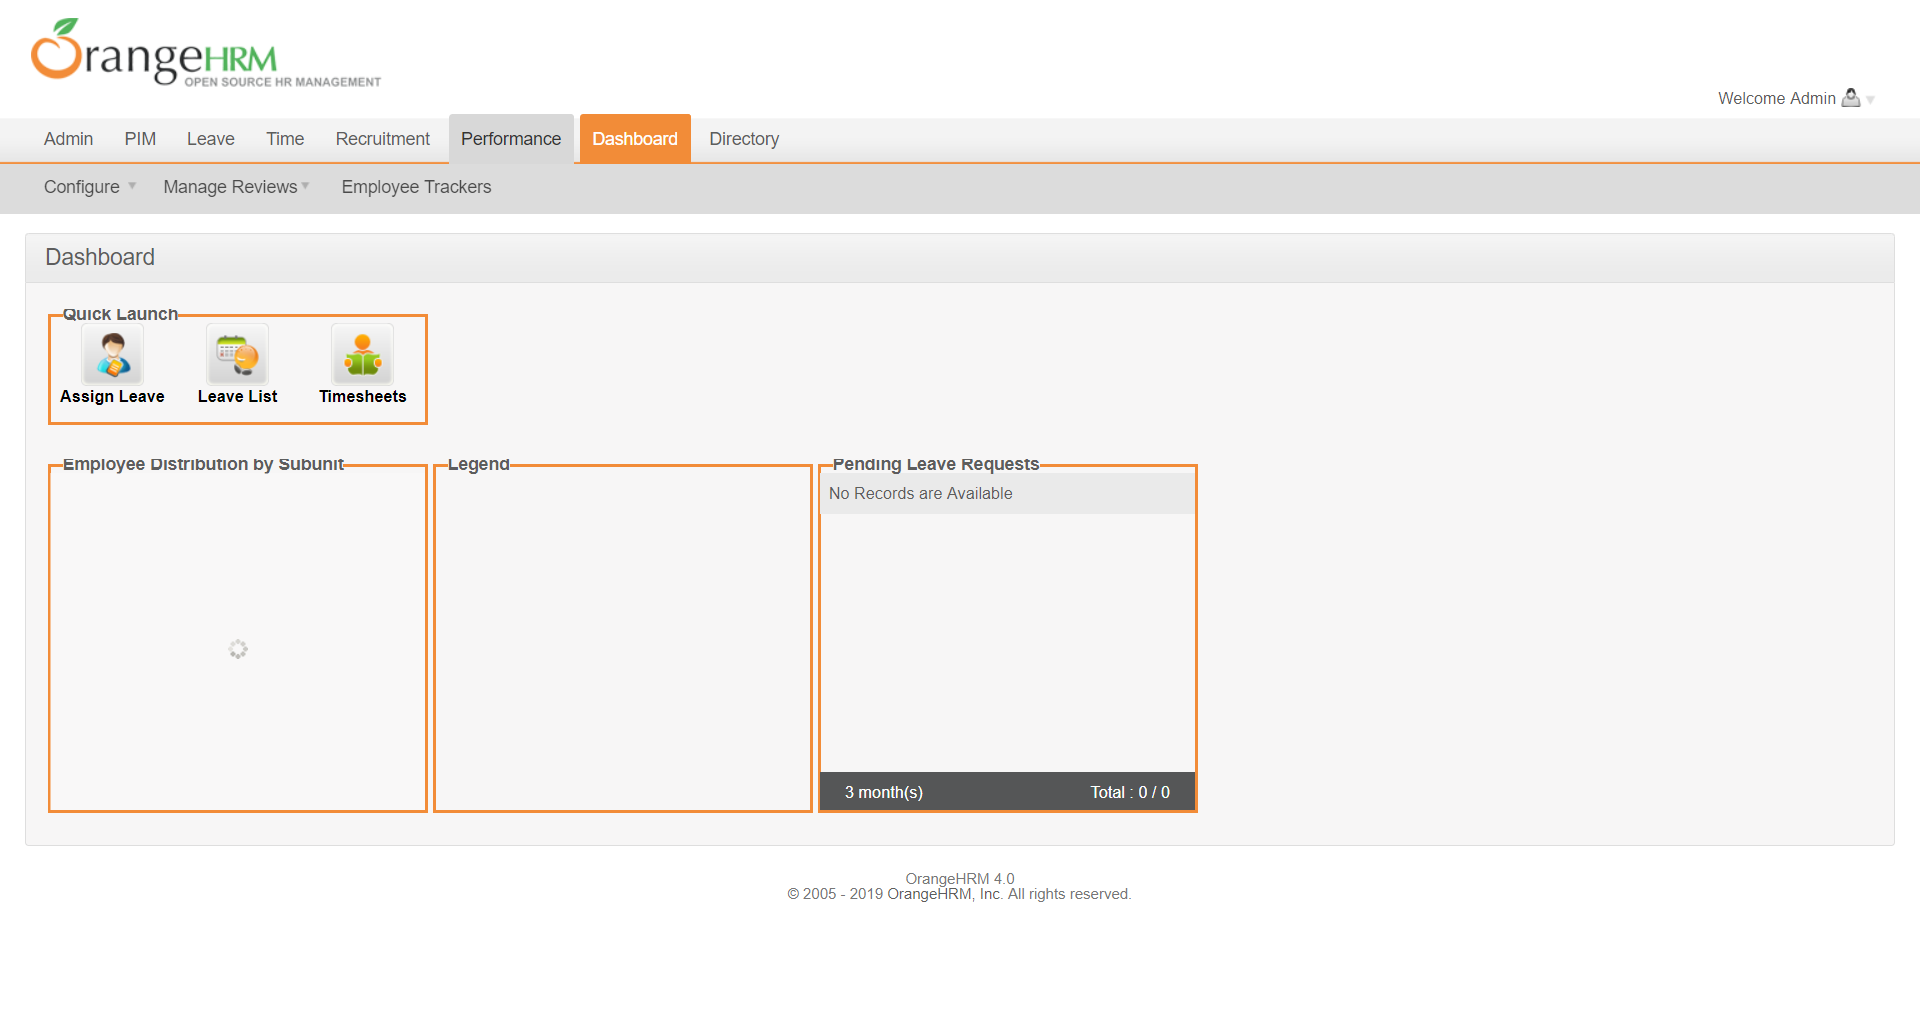 OrangeHRM
OPEN SOURCE HR MANAGEMENT
Welcome Admin
Admin PIM Leave Time Recruitment Performance Dashboard Directory
Configure Manage Reviews Employee Trackers
Dashboard
Quick Launch
Assign Leave Leave List Timesheets
Employee Distribution by Subunit Legend Pending Leave Requests
No Records are Available
3 month(s) Total : 0 / 0
OrangeHRM 4.0
© 2005 - 2019 OrangeHRM, Inc. All rights reserved.